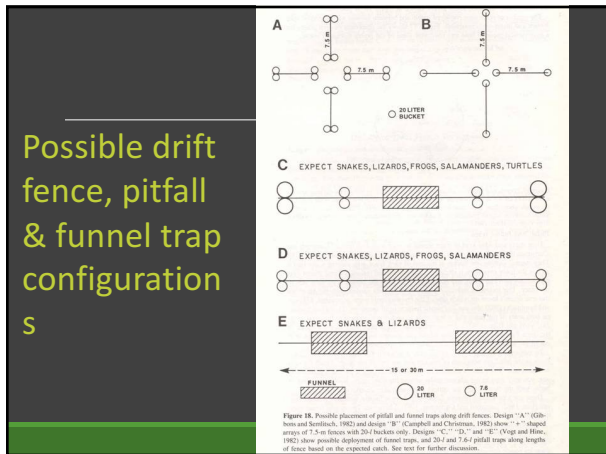 Possible drift
fence, pitfall
& funnel trap
configuration
s
A
B
7.5 m
7.5 m
7.5 m
7.5 m
20 LITER
BUCKET
C EXPECT SNAKES, LIZARDS, FROGS, SALAMANDERS, TURTLES
D EXPECT SNAKES, LIZARDS, FROGS, SALAMANDERS
E EXPECT SNAKES & LIZARDS
15 or 30 m
FUNNEL
20
LITER
7.6
LITER
Figure 18. Possible placement of pitfall and funnel traps along drift fences. Design "A" (Gib-
bons and Semlitsch, 1982) and design "B" (Campbell and Christman, 1982) show "+" shaped
arrays of 7.5-m fences with 20-l buckets only. Designs "C," "D," and "E" (Vogt and Hine,
1982) show possible deployment of funnel traps, and 20-l and 7.6-l pitfall traps along lengths
of fence based on the expected catch. See text for further discussion.